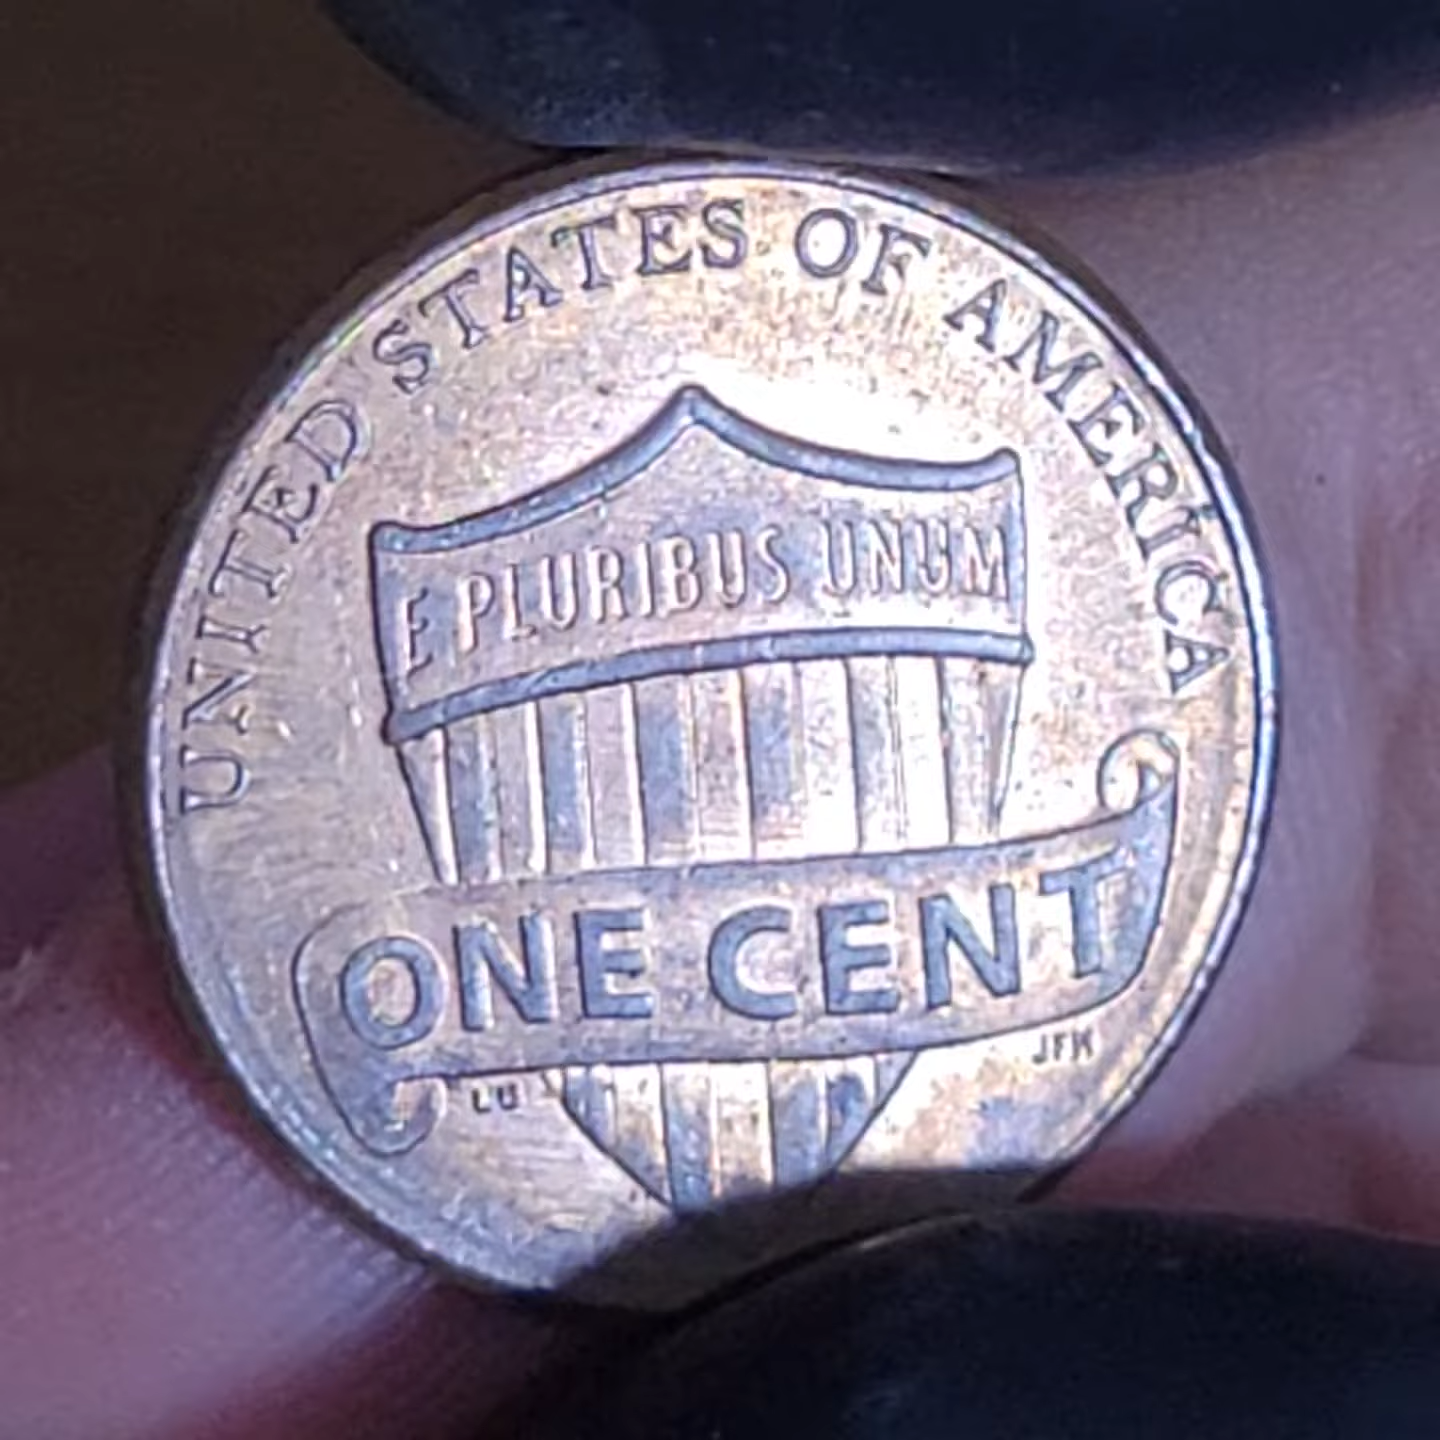 UNITED STATES OF AMERICA
E PLURIBUS UNUM
ONE CENT
LB
JFM